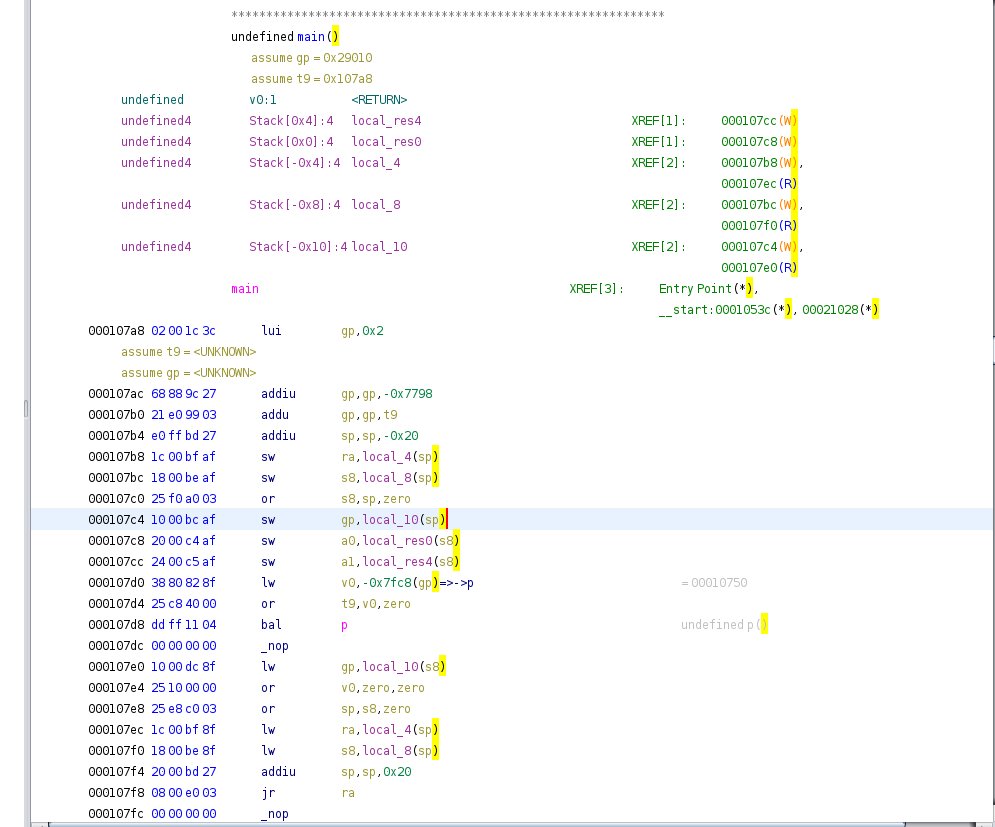 **************************************************************
undefined main()
assume gp = 0x29010
assume t9 = 0x107a8
undefined v0:1 <RETURN>
undefined4 Stack[0x4]:4 local_res4 XREF[1]: 000107cc(W)
undefined4 Stack[0x0]:4 local_res0 XREF[1]: 000107c8(W)
undefined4 Stack[-0x4]:4 local_4 XREF[2]: 000107b8(W),
000107ec(R)
undefined4 Stack[-0x8]:4 local_8 XREF[2]: 000107bc(W),
000107f0(R)
undefined4 Stack[-0x10]:4 local_10 XREF[2]: 000107c4(W),
000107e0(R)
main XREF[3]: Entry Point(*),
__start:0001053c(*), 00021028(*)
000107a8 02 00 1c 3c lui gp,0x2
assume t9 = <UNKNOWN>
assume gp = <UNKNOWN>
000107ac 68 88 9c 27 addiu gp,gp,-0x7798
000107b0 21 e0 99 03 addu gp,gp,t9
000107b4 e0 ff bd 27 addiu sp,sp,-0x20
000107b8 1c 00 bf af sw ra,local_4(sp)
000107bc 18 00 be af sw s8,local_8(sp)
000107c0 25 f0 a0 03 or s8,sp,zero
000107c4 10 00 bc af sw gp,local_10(sp)
000107c8 20 00 c4 af sw a0,local_res0(s8)
000107cc 24 00 c5 af sw a1,local_res4(s8)
000107d0 38 80 82 8f lw v0,-0x7fc8(gp)=>->p = 00010750
000107d4 25 c8 40 00 or t9,v0,zero
000107d8 dd ff 11 04 bal p undefined p()
000107dc 00 00 00 00 _nop
000107e0 10 00 dc 8f lw gp,local_10(s8)
000107e4 25 10 00 00 or v0,zero,zero
000107e8 25 e8 c0 03 or sp,s8,zero
000107ec 1c 00 bf 8f lw ra,local_4(sp)
000107f0 18 00 be 8f lw s8,local_8(sp)
000107f4 20 00 bd 27 addiu sp,sp,0x20
000107f8 08 00 e0 03 jr ra
000107fc 00 00 00 00 _nop